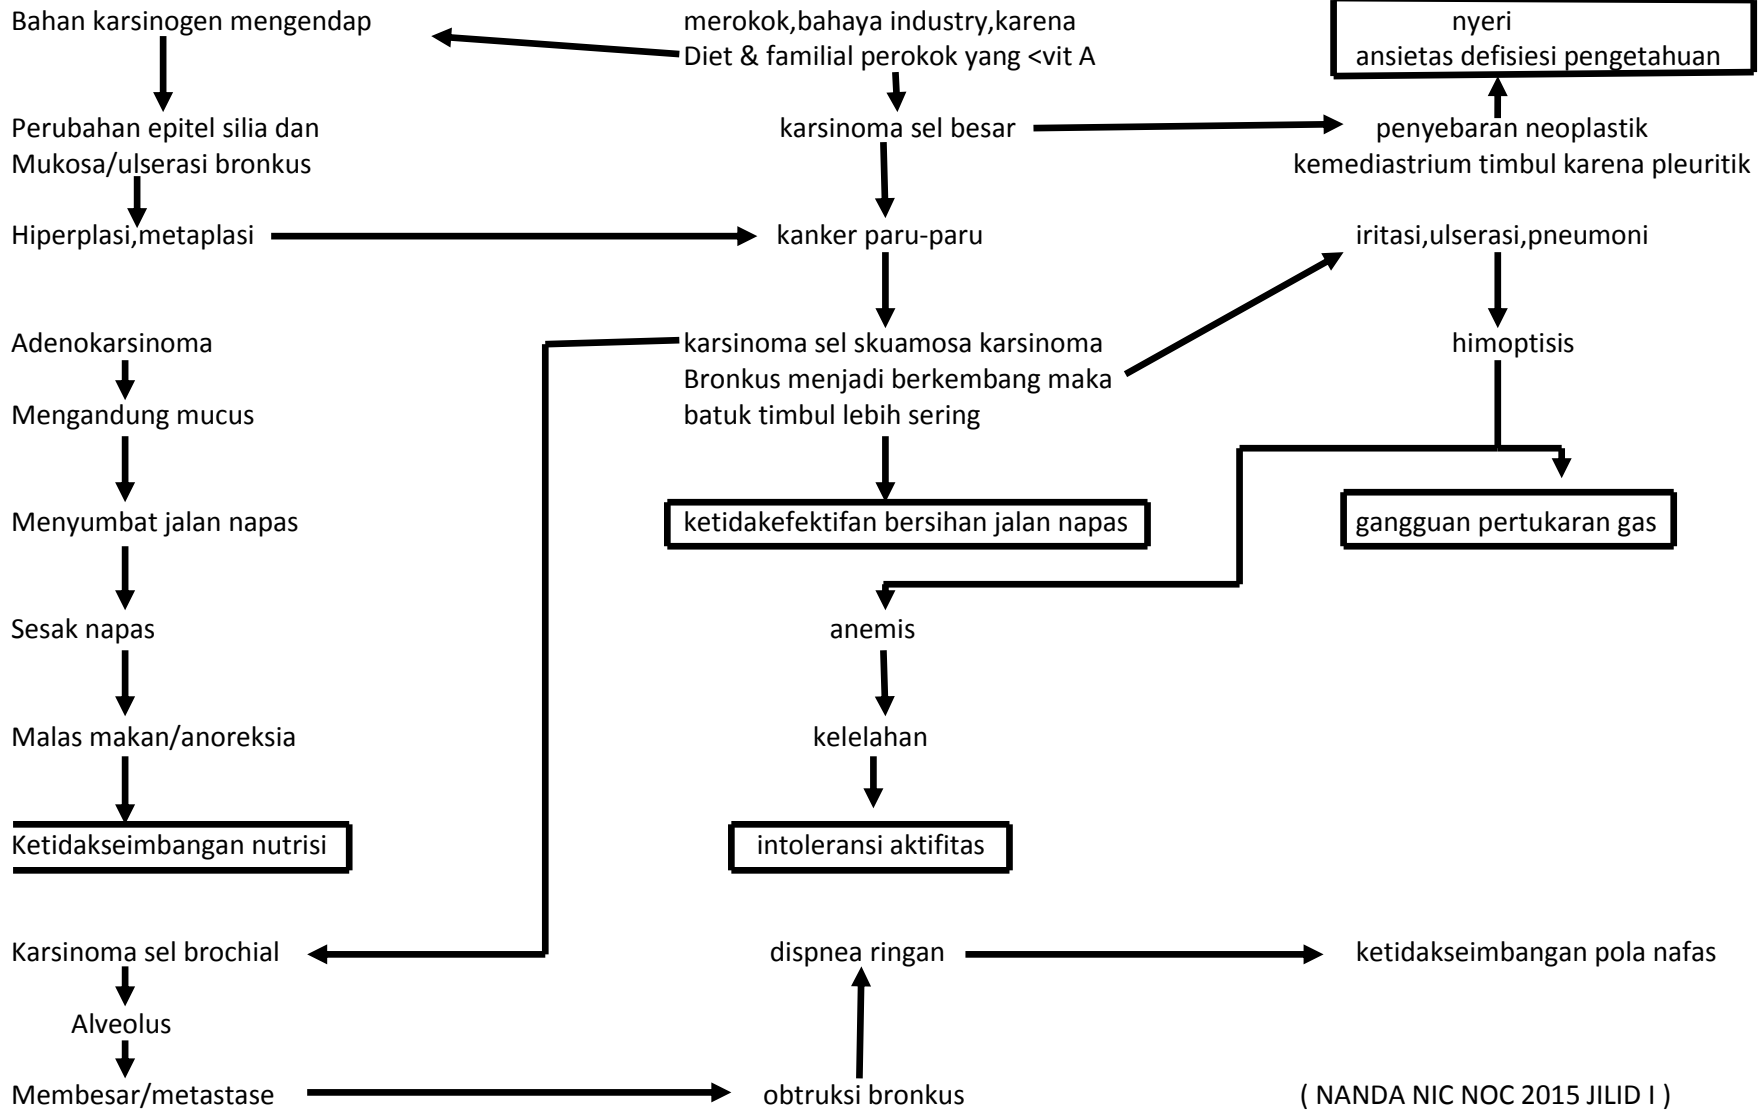 Bahan karsinogen mengendap
merokok,bahaya industry,karena
Diet & familial perokok yang <vit A
nyeri
ansietas defisiesi pengetahuan
Perubahan epitel silia dan
Mukosa/ulserasi bronkus
karsinoma sel besar
penyebaran neoplastik
kemediastrium timbul karena pleuritik
Hiperplasi,metaplasi
kanker paru-paru
iritasi,ulserasi,pneumoni
Adenokarsinoma
karsinoma sel skuamosa karsinoma
Bronkus menjadi berkembang maka
batuk timbul lebih sering
himoptisis
Mengandung mucus
Menyumbat jalan napas
ketidakefektifan bersihan jalan napas
gangguan pertukaran gas
Sesak napas
anemis
Malas makan/anoreksia
kelelahan
Ketidakseimbangan nutrisi
intoleransi aktifitas
Karsinoma sel brochial
dispnea ringan
ketidakseimbangan pola nafas
Alveolus
Membesar/metastase
obtruksi bronkus
( NANDA NIC NOC 2015 JILID I )